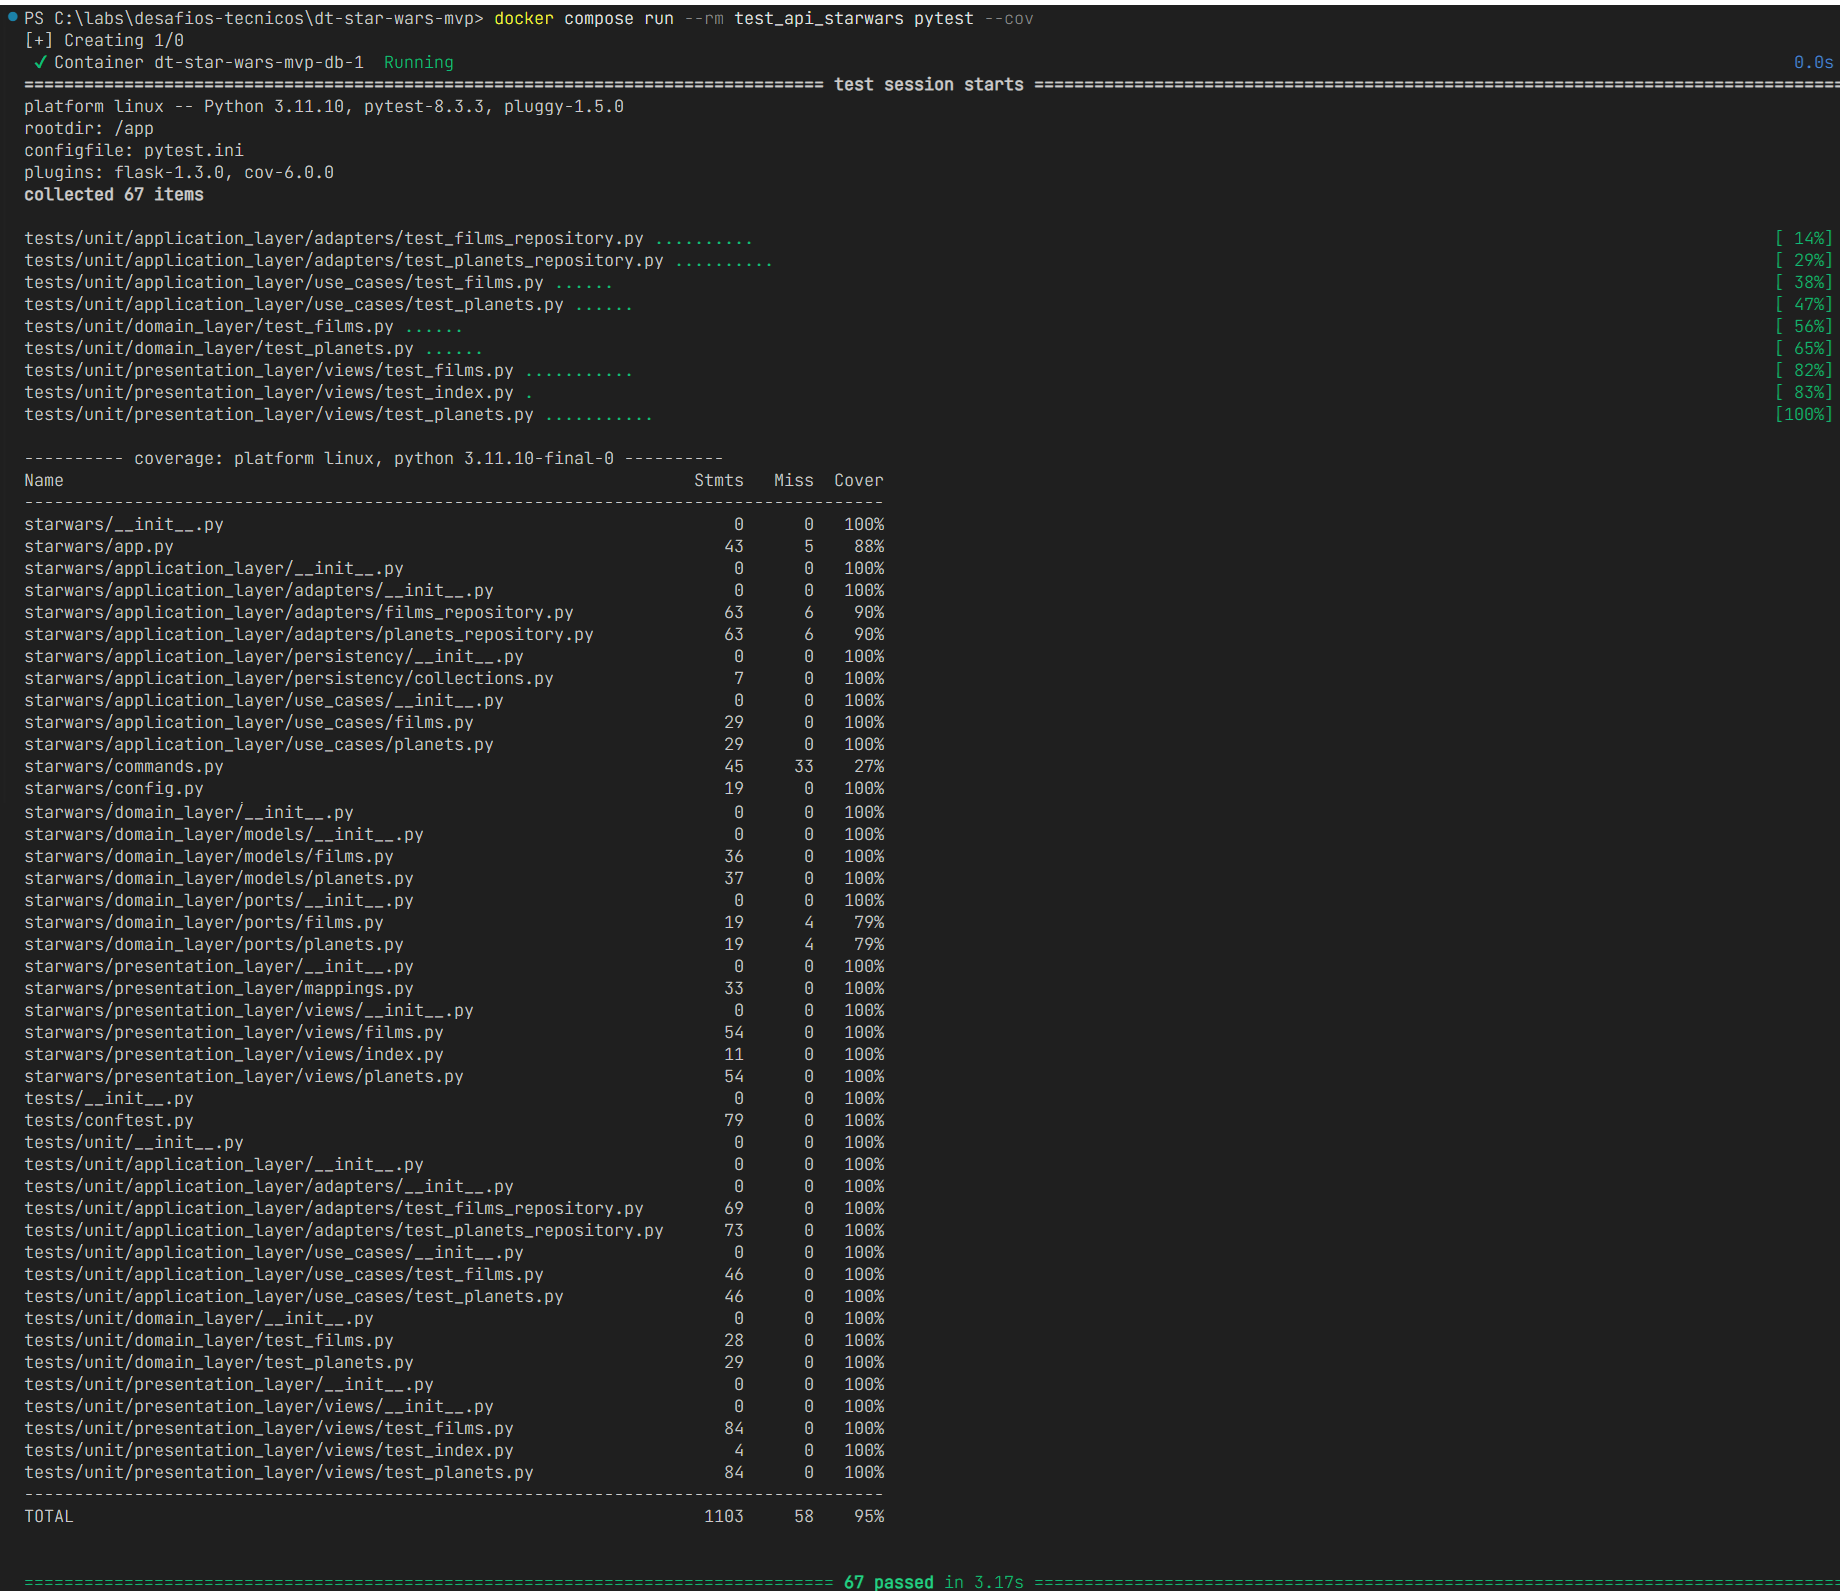 PS C:\labs\desafios-tecnicos\dt-star-wars-mvp> docker compose run --rm test_api_starwars pytest --cov
[+] Creating 1/0
✔ Container dt-star-wars-mvp-db-1  Running 0.0s
================================================================================ test session starts =================================================================================
platform linux -- Python 3.11.10, pytest-8.3.3, pluggy-1.5.0
rootdir: /app
configfile: pytest.ini
plugins: flask-1.3.0, cov-6.0.0
collected 67 items
tests/unit/application_layer/adapters/test_films_repository.py .......... [ 14%]
tests/unit/application_layer/adapters/test_planets_repository.py .......... [ 29%]
tests/unit/application_layer/use_cases/test_films.py ...... [ 38%]
tests/unit/application_layer/use_cases/test_planets.py ...... [ 47%]
tests/unit/domain_layer/test_films.py ...... [ 56%]
tests/unit/domain_layer/test_planets.py ...... [ 65%]
tests/unit/presentation_layer/views/test_films.py ........... [ 82%]
tests/unit/presentation_layer/views/test_index.py . [ 83%]
tests/unit/presentation_layer/views/test_planets.py ........... [100%]
---------- coverage: platform linux, python 3.11.10-final-0 ----------
Name Stmts Miss Cover
--------------------------------------------------------------------------------------
starwars/__init__.py 0 0 100%
starwars/app.py 43 5 88%
starwars/application_layer/__init__.py 0 0 100%
starwars/application_layer/adapters/__init__.py 0 0 100%
starwars/application_layer/adapters/films_repository.py 63 6 90%
starwars/application_layer/adapters/planets_repository.py 63 6 90%
starwars/application_layer/persistency/__init__.py 0 0 100%
starwars/application_layer/persistency/collections.py 7 0 100%
starwars/application_layer/use_cases/__init__.py 0 0 100%
starwars/application_layer/use_cases/films.py 29 0 100%
starwars/application_layer/use_cases/planets.py 29 0 100%
starwars/commands.py 45 33 27%
starwars/config.py 19 0 100%
starwars/domain_layer/__init__.py 0 0 100%
starwars/domain_layer/models/__init__.py 0 0 100%
starwars/domain_layer/models/films.py 36 0 100%
starwars/domain_layer/models/planets.py 37 0 100%
starwars/domain_layer/ports/__init__.py 0 0 100%
starwars/domain_layer/ports/films.py 19 4 79%
starwars/domain_layer/ports/planets.py 19 4 79%
starwars/presentation_layer/__init__.py 0 0 100%
starwars/presentation_layer/mappings.py 33 0 100%
starwars/presentation_layer/views/__init__.py 0 0 100%
starwars/presentation_layer/views/films.py 54 0 100%
starwars/presentation_layer/views/index.py 11 0 100%
starwars/presentation_layer/views/planets.py 54 0 100%
tests/__init__.py 0 0 100%
tests/conftest.py 79 0 100%
tests/unit/__init__.py 0 0 100%
tests/unit/application_layer/__init__.py 0 0 100%
tests/unit/application_layer/adapters/__init__.py 0 0 100%
tests/unit/application_layer/adapters/test_films_repository.py 69 0 100%
tests/unit/application_layer/adapters/test_planets_repository.py 73 0 100%
tests/unit/application_layer/use_cases/__init__.py 0 0 100%
tests/unit/application_layer/use_cases/test_films.py 46 0 100%
tests/unit/application_layer/use_cases/test_planets.py 46 0 100%
tests/unit/domain_layer/__init__.py 0 0 100%
tests/unit/domain_layer/test_films.py 28 0 100%
tests/unit/domain_layer/test_planets.py 29 0 100%
tests/unit/presentation_layer/__init__.py 0 0 100%
tests/unit/presentation_layer/views/__init__.py 0 0 100%
tests/unit/presentation_layer/views/test_films.py 84 0 100%
tests/unit/presentation_layer/views/test_index.py 4 0 100%
tests/unit/presentation_layer/views/test_planets.py 84 0 100%
--------------------------------------------------------------------------------------
TOTAL 1103 58 95%
================================================================================= 67 passed in 3.17s =================================================================================